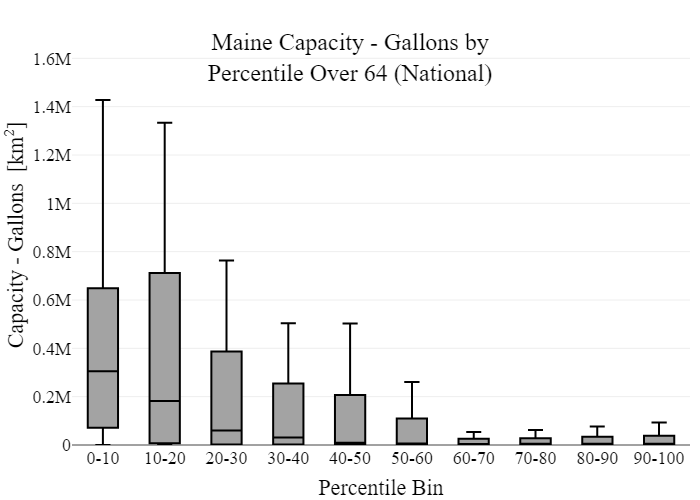 Maine Capacity - Gallons by
Percentile Over 64 (National)
Capacity - Gallons [km²]
1.6M
1.4M
1.2M
1M
0.8M
0.6M
0.4M
0.2M
0
0-10 10-20 20-30 30-40 40-50 50-60 60-70 70-80 80-90 90-100
Percentile Bin